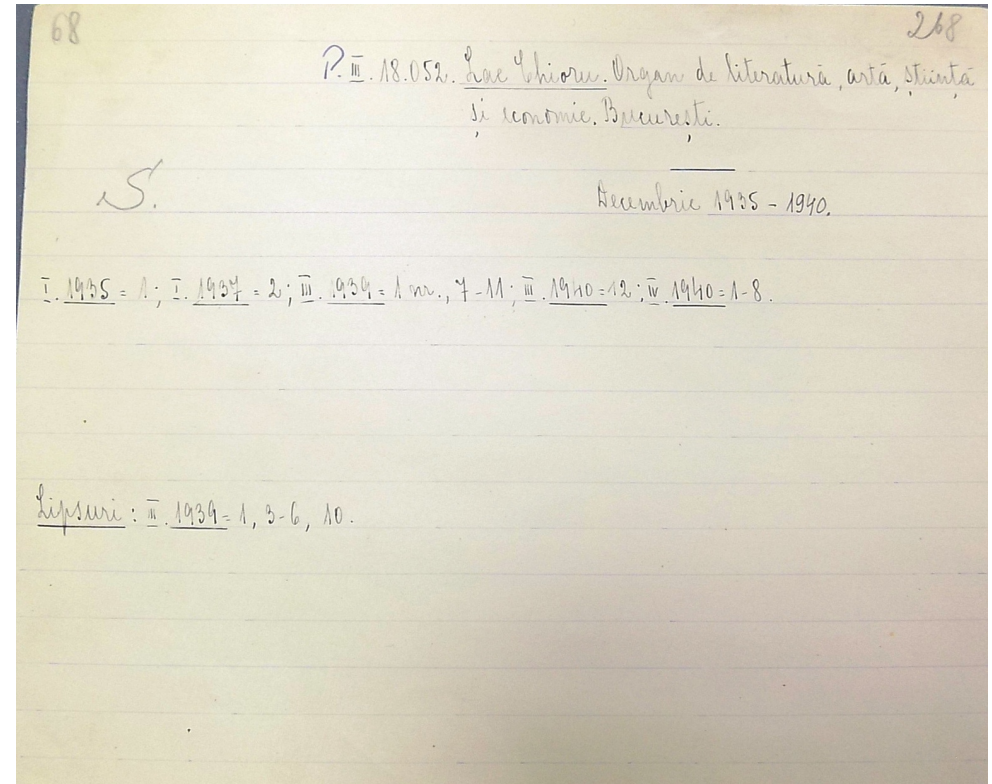 68
268
P. III. 18.052. Lae Chioru. Organ de literatură, artă, știință
și economie. București.
S.
Decembrie 1935 - 1940.
I. 1935 = 1; I. 1937 = 2; III. 1939 = 1 nr., 7-11; III. 1940 = 12; IV. 1940 = 1-8.
Lipsuri: III. 1939 = 1, 3-6, 10.